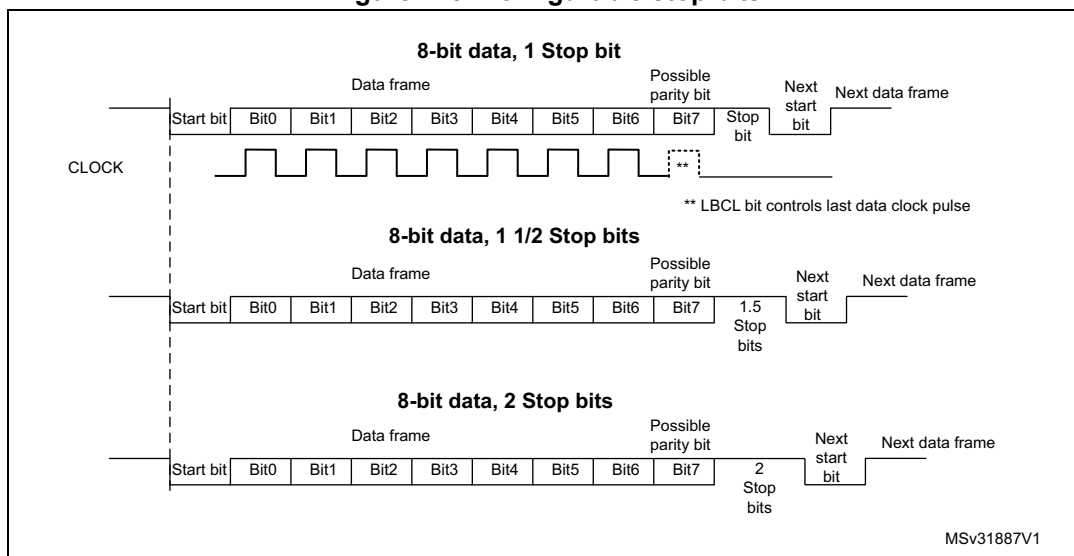 8-bit data, 1 Stop bit
Data frame
Possible parity bit
Next start bit
Next data frame
Start bit Bit0 Bit1 Bit2 Bit3 Bit4 Bit5 Bit6 Bit7 Stop bit
CLOCK
**
** LBCL bit controls last data clock pulse
8-bit data, 1 1/2 Stop bits
Data frame
Possible parity bit
Next start bit
Next data frame
Start bit Bit0 Bit1 Bit2 Bit3 Bit4 Bit5 Bit6 Bit7 1.5 Stop bits
8-bit data, 2 Stop bits
Data frame
Possible parity bit
Next start bit
Next data frame
Start bit Bit0 Bit1 Bit2 Bit3 Bit4 Bit5 Bit6 Bit7 2 Stop bits
MSv31887V1